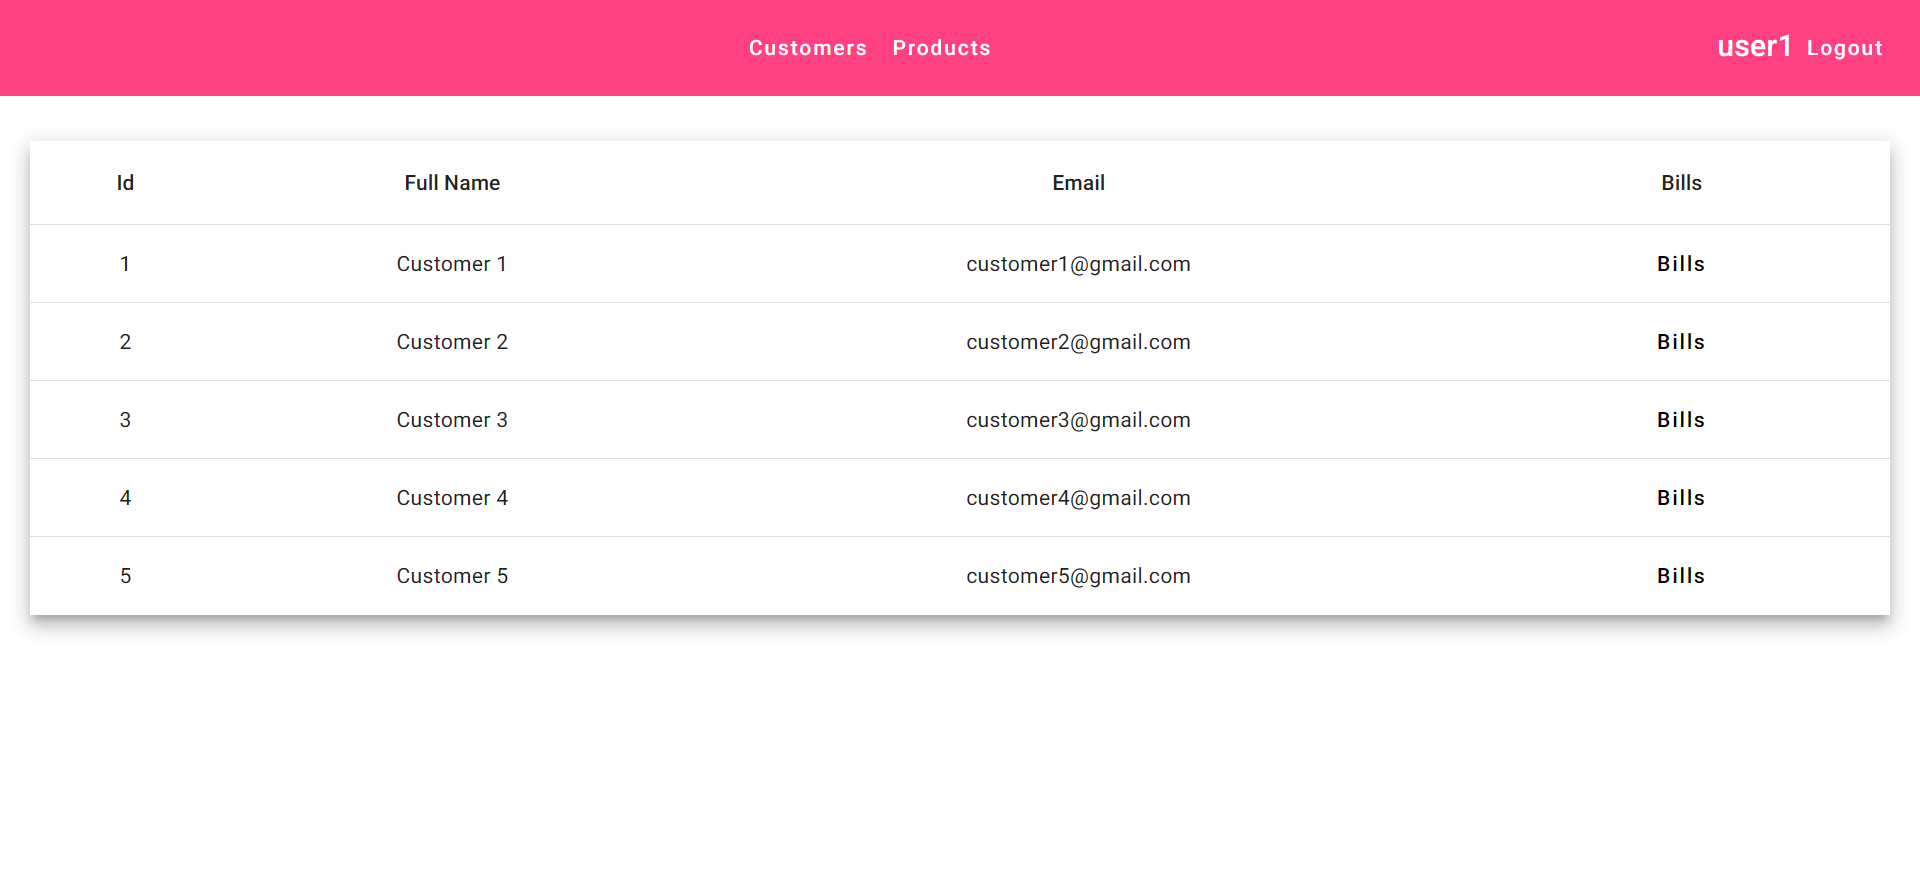 Customers Products user1 Logout
Id Full Name Email Bills
1 Customer 1 customer1@gmail.com Bills
2 Customer 2 customer2@gmail.com Bills
3 Customer 3 customer3@gmail.com Bills
4 Customer 4 customer4@gmail.com Bills
5 Customer 5 customer5@gmail.com Bills